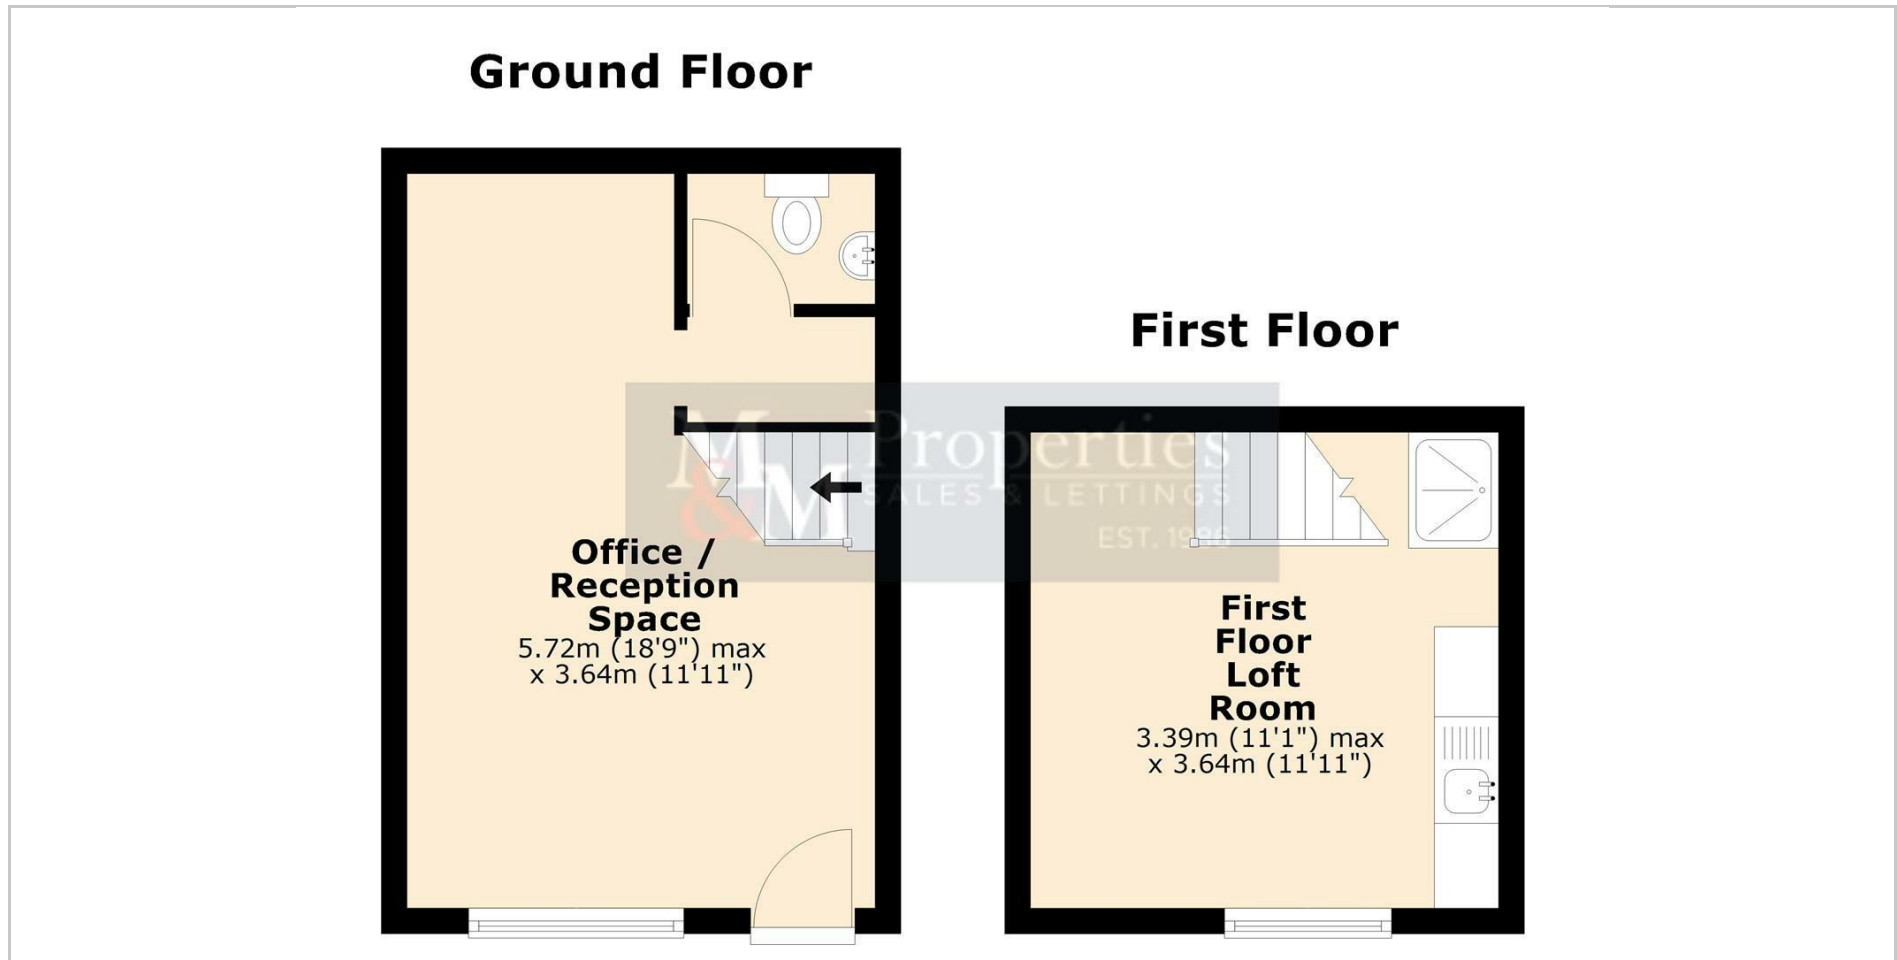 Ground Floor
First Floor
M&M Properties
SALES & LETTINGS
EST. 1986
Office /
Reception
Space
5.72m (18'9") max
x 3.64m (11'11")
First
Floor
Loft
Room
3.39m (11'1") max
x 3.64m (11'11")